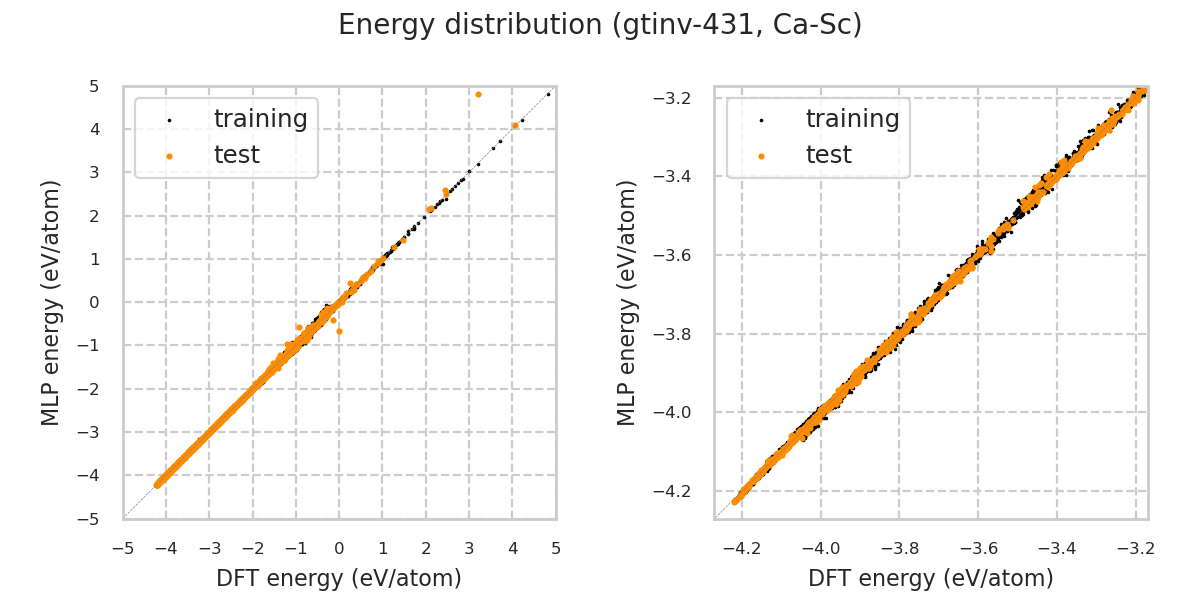 Energy distribution (gtinv-431, Ca-Sc)
training
test
5
4
3
2
1
0
−1
−2
−3
−4
−5
−5 −4 −3 −2 −1 0 1 2 3 4 5
MLP energy (eV/atom)
DFT energy (eV/atom)
training
test
−3.2
−3.4
−3.6
−3.8
−4.0
−4.2
−4.2 −4.0 −3.8 −3.6 −3.4 −3.2
MLP energy (eV/atom)
DFT energy (eV/atom)